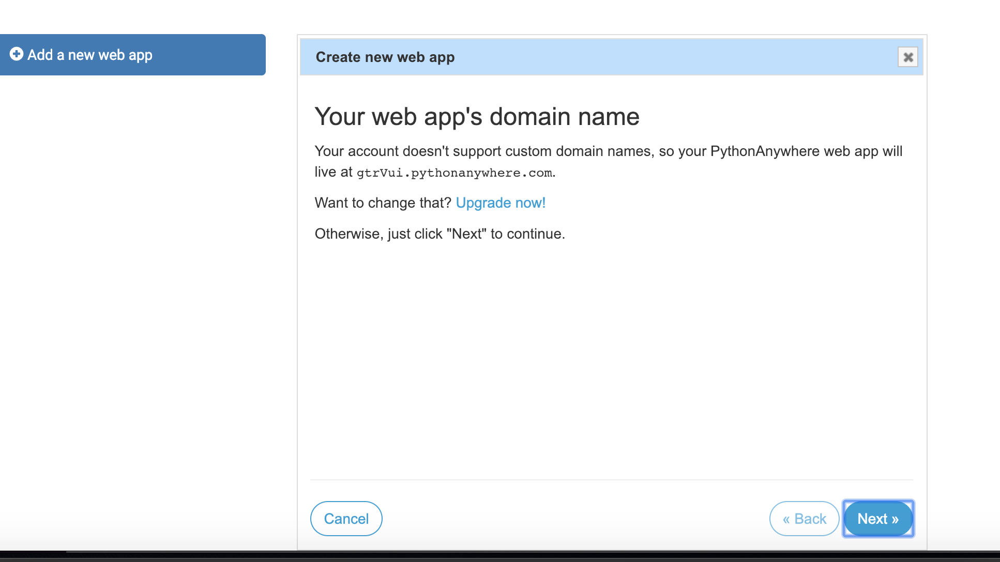 Add a new web app
Create new web app
Your web app's domain name
Your account doesn't support custom domain names, so your PythonAnywhere web app will
live at gtrVui.pythonanywhere.com.
Want to change that? Upgrade now!
Otherwise, just click "Next" to continue.
Cancel
« Back
Next »